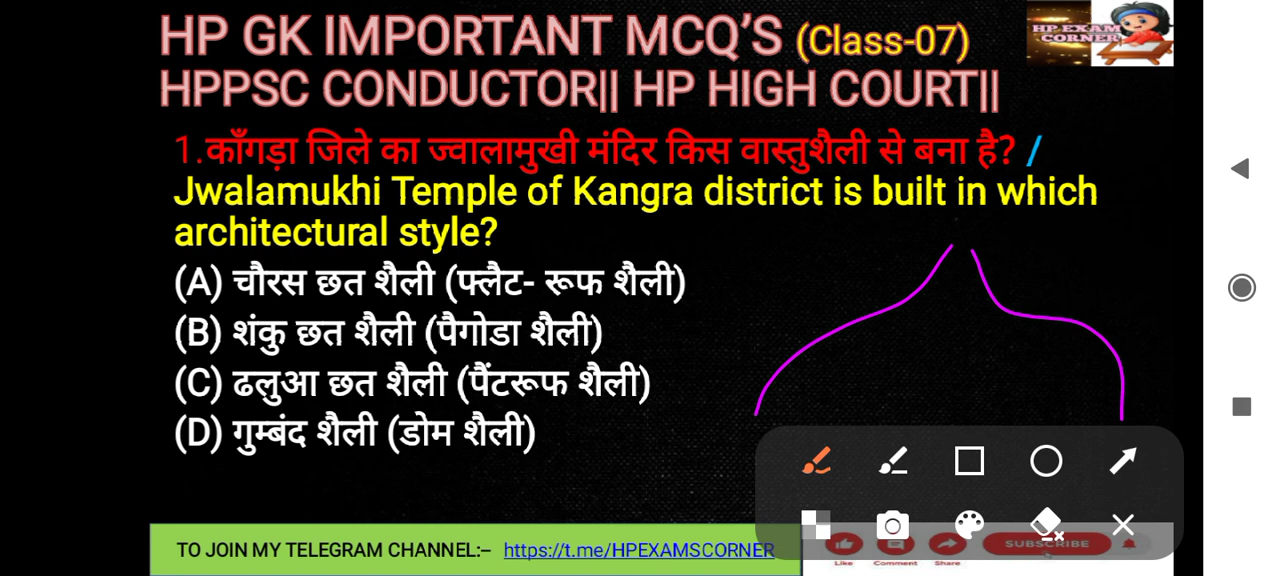 HP GK IMPORTANT MCQ'S (Class-07)
HP EXAM CORNER
HPPSC CONDUCTOR|| HP HIGH COURT||
1.काँगड़ा जिले का ज्वालामुखी मंदिर किस वास्तुशैली से बना है? /
Jwalamukhi Temple of Kangra district is built in which
architectural style?
(A) चौरस छत शैली (फ्लैट- रूफ शैली)
(B) शंकु छत शैली (पैगोडा शैली)
(C) ढलुआ छत शैली (पैंटरूफ शैली)
(D) गुम्बंद शैली (डोम शैली)
TO JOIN MY TELEGRAM CHANNEL:– https://t.me/HPEXAMSCORNER
SUBSCRIBE
Like Comment Share